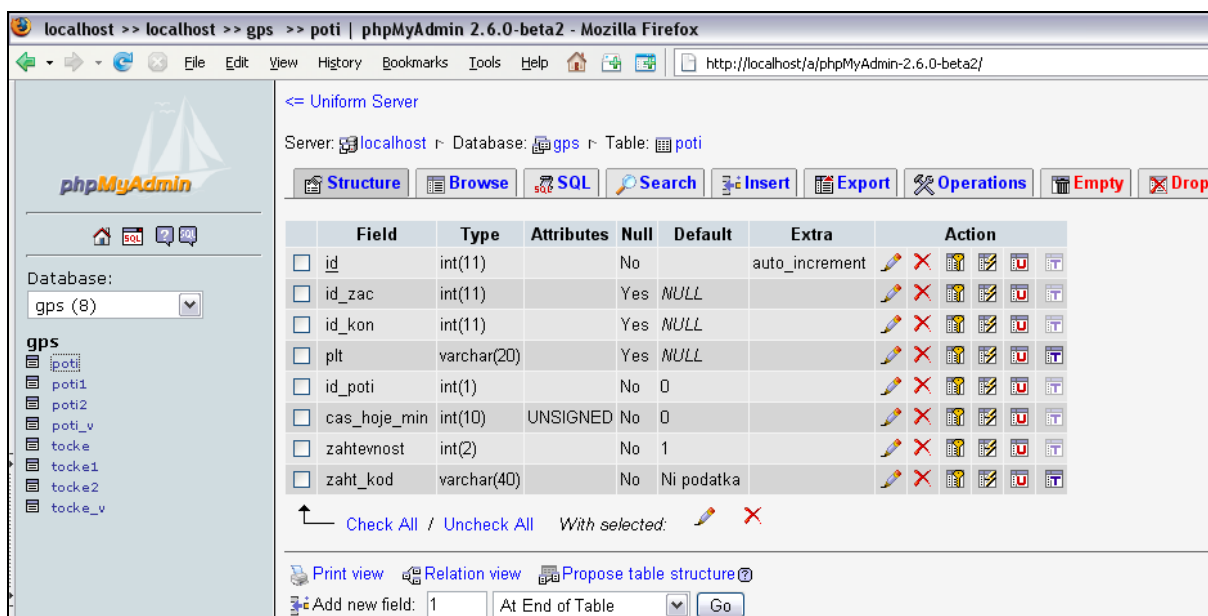 localhost >> localhost >> gps >> poti | phpMyAdmin 2.6.0-beta2 - Mozilla Firefox
File Edit View History Bookmarks Tools Help http://localhost/a/phpMyAdmin-2.6.0-beta2/
<= Uniform Server
Server: localhost Database: gps Table: poti
phpMyAdmin
Structure Browse SQL Search Insert Export Operations Empty Drop
SQL SQL
Database:
gps (8)
gps
poti
poti1
poti2
poti_v
tocke
tocke1
tocke2
tocke_v
Field Type Attributes Null Default Extra Action
id int(11) No auto_increment
id_zac int(11) Yes NULL
id_kon int(11) Yes NULL
plt varchar(20) Yes NULL
id_poti int(1) No 0
cas_hoje_min int(10) UNSIGNED No 0
zahtevnost int(2) No 1
zaht_kod varchar(40) No Ni podatka
Check All / Uncheck All With selected:
Print view Relation view Propose table structure
Add new field: 1 At End of Table Go